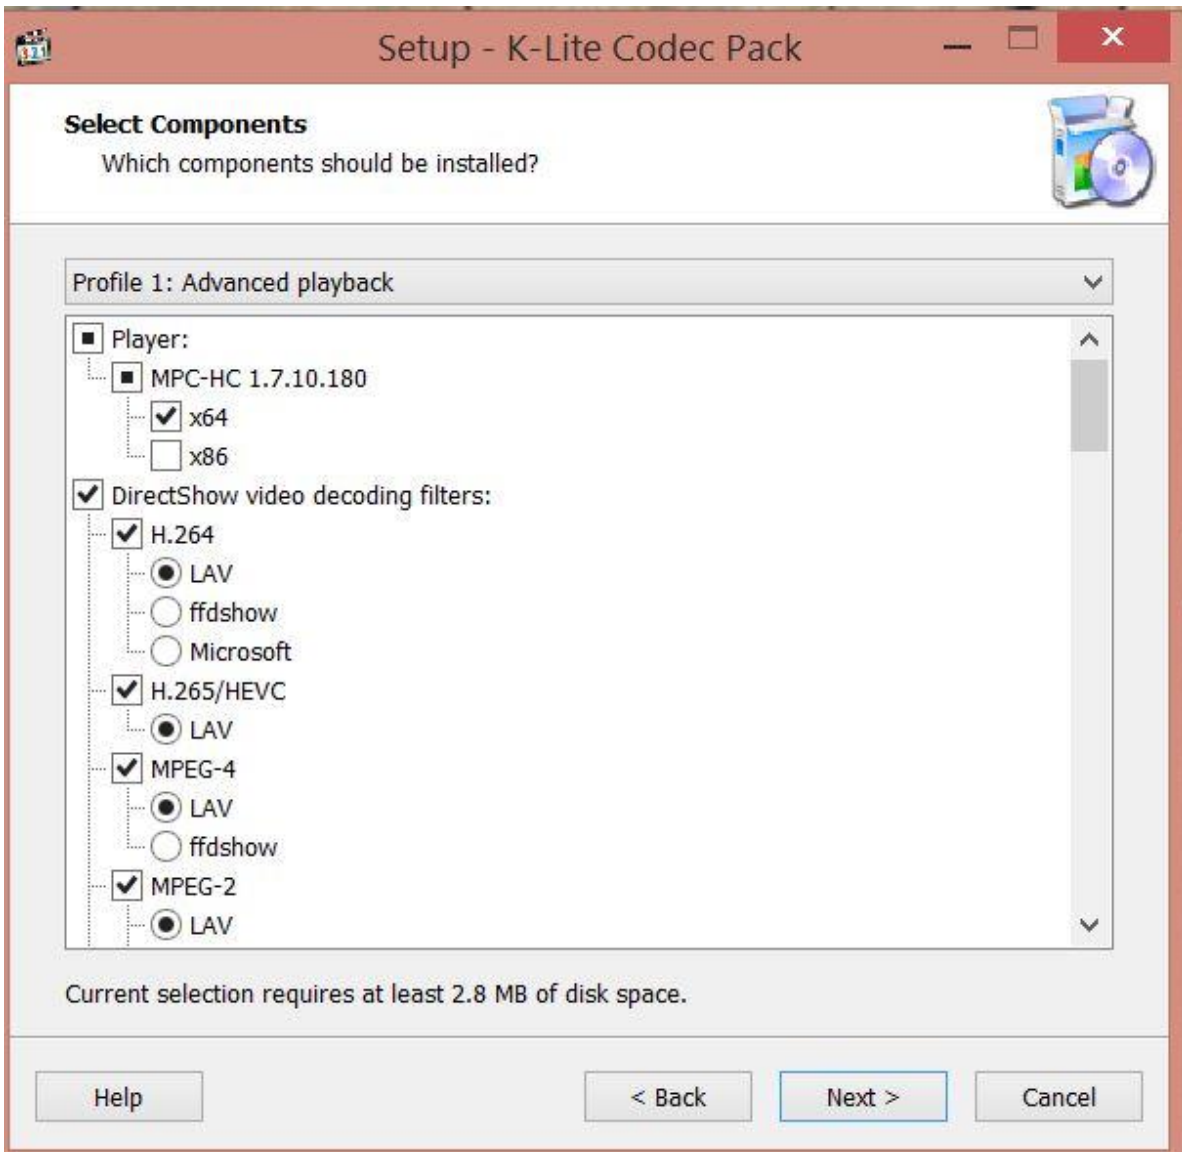 Setup - K-Lite Codec Pack
Select Components
Which components should be installed?
Profile 1: Advanced playback
Player:
MPC-HC 1.7.10.180
x64
x86
DirectShow video decoding filters:
H.264
LAV
ffdshow
Microsoft
H.265/HEVC
LAV
MPEG-4
LAV
ffdshow
MPEG-2
LAV
Current selection requires at least 2.8 MB of disk space.
Help
< Back
Next >
Cancel